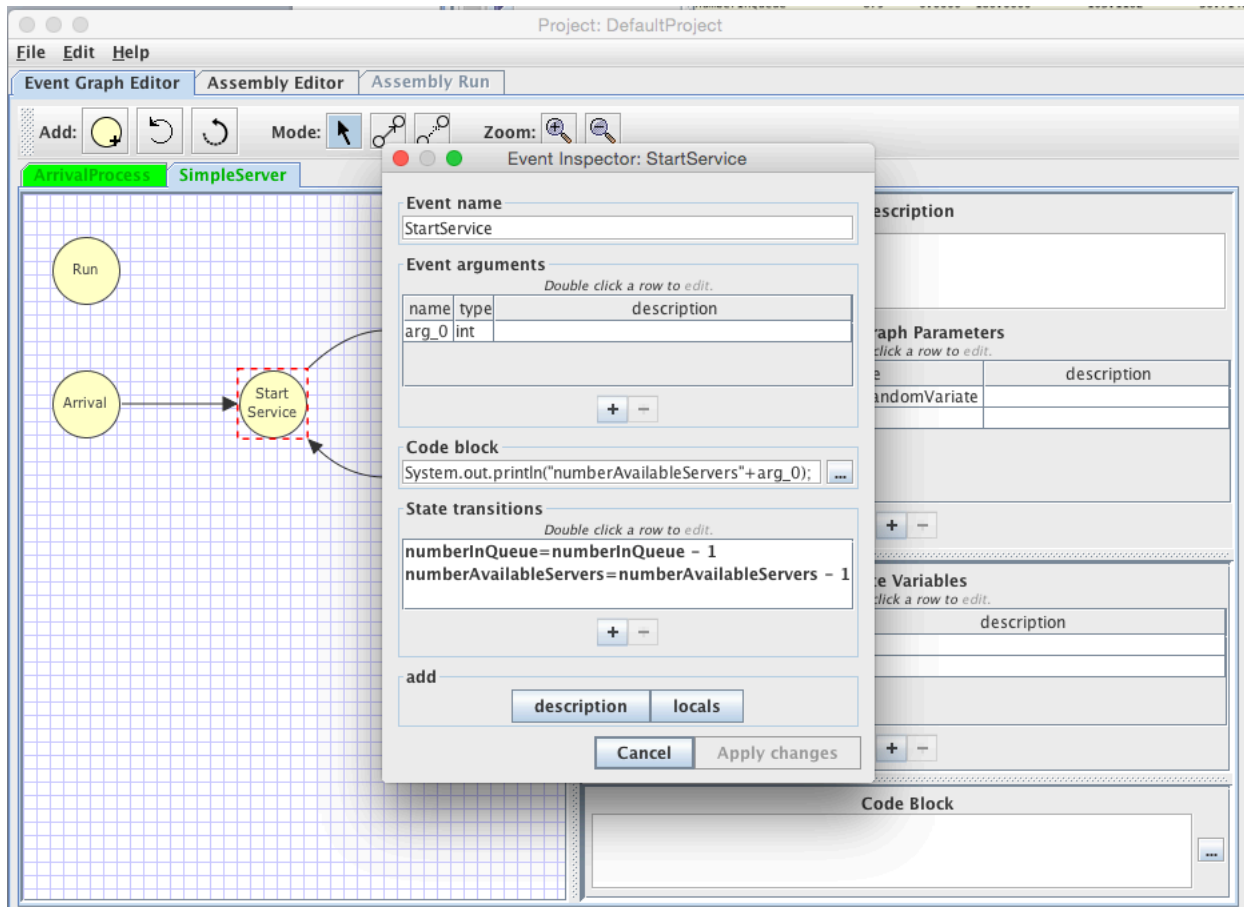 Project: DefaultProject
File Edit Help
Event Graph Editor Assembly Editor Assembly Run
Add: Mode: Zoom:
ArrivalProcess SimpleServer
Run
Arrival
Start
Service
Event Inspector: StartService
Event name
StartService
Event arguments
Double click a row to edit.
name type description
arg_0 int
+ −
Code block
System.out.println("numberAvailableServers"+arg_0); ...
State transitions
Double click a row to edit.
numberInQueue=numberInQueue - 1
numberAvailableServers=numberAvailableServers - 1
+ −
add
description locals
Cancel Apply changes
escription
aph Parameters
click a row to edit.
e description
andomVariate
+ −
te Variables
click a row to edit.
description
+ −
Code Block
...